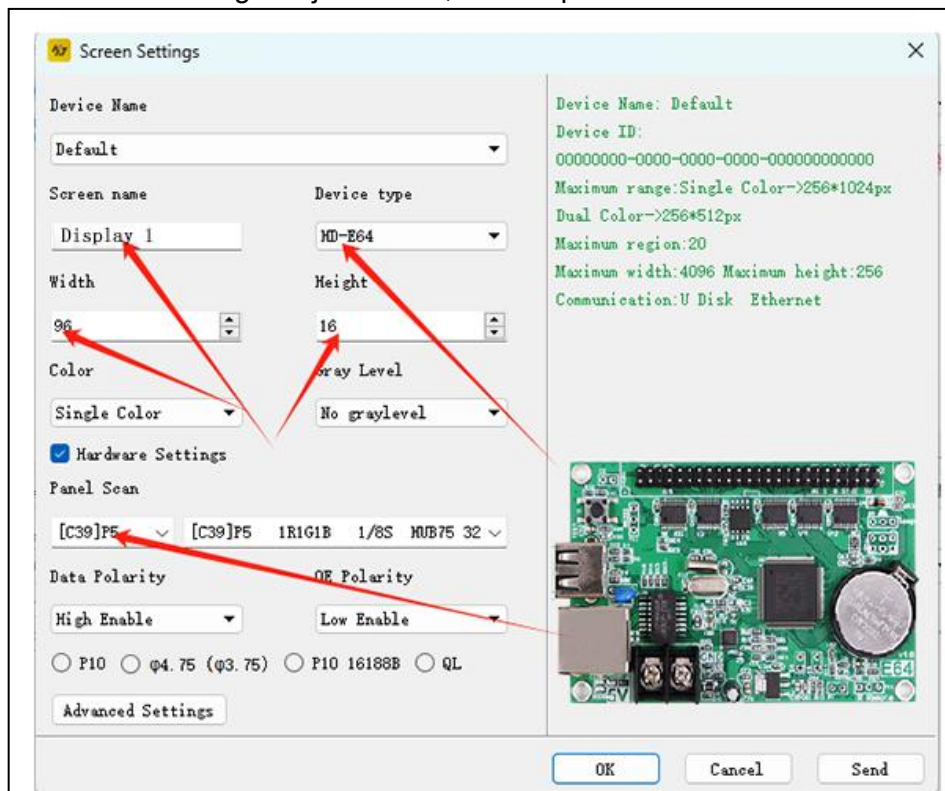 Screen Settings
Device Name
Default
Screen name Device type
Display 1 HD-E64
Width Height
96 16
Color Gray Level
Single Color No graylevel
Hardware Settings
Panel Scan
[C39]P5 [C39]P5 1R1G1B 1/8S HUB75 32
Data Polarity OE Polarity
High Enable Low Enable
P10 φ4.75 (φ3.75) P10 16188B QL
Advanced Settings
Device Name: Default
Device ID:
00000000-0000-0000-0000-000000000000
Maximum range:Single Color->256*1024px
Dual Color->256*512px
Maximum region:20
Maximum width:4096 Maximum height:256
Communication:U Disk Ethernet
GND
5V
E64
OK Cancel Send